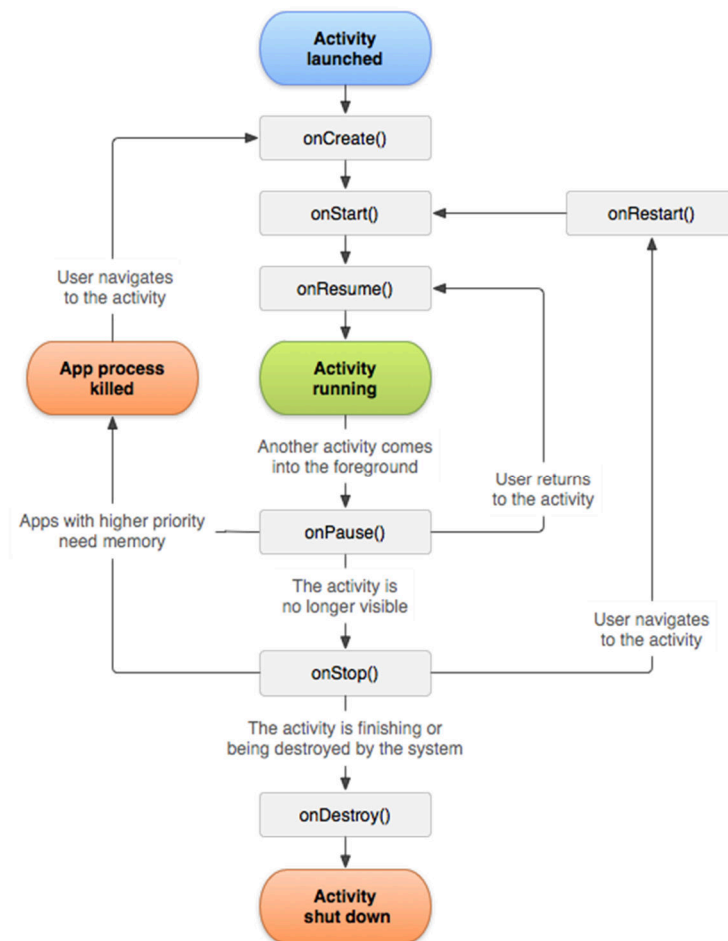 Activity
launched
onCreate()
onStart()
onRestart()
User navigates
to the activity
onResume()
App process
killed
Activity
running
Another activity comes
into the foreground
User returns
to the activity
Apps with higher priority
need memory
onPause()
The activity is
no longer visible
User navigates
to the activity
onStop()
The activity is finishing or
being destroyed by the system
onDestroy()
Activity
shut down